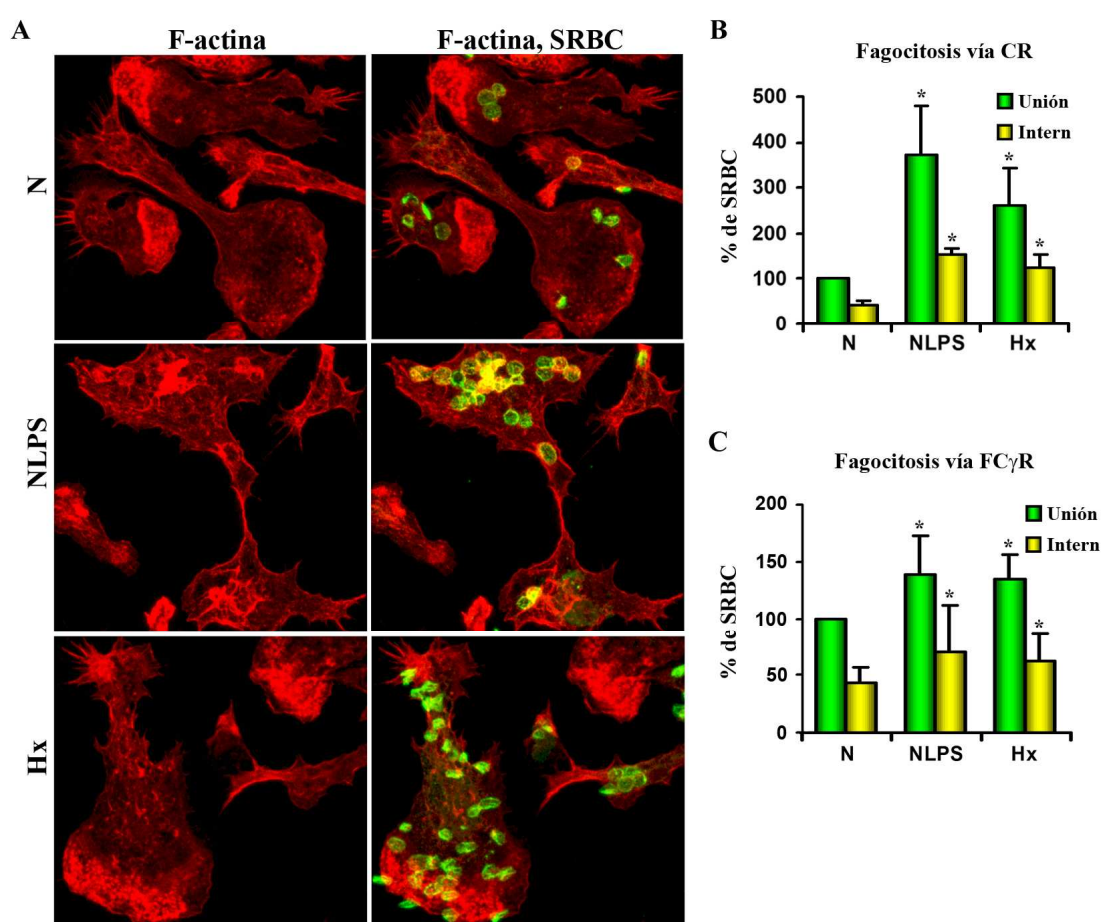 A
F-actina
F-actina, SRBC
N
NLPS
Hx
B
Fagocitosis vía CR
% de SRBC
500
400
300
200
100
0
Unión
Intern
*
*
*
*
N
NLPS
Hx
C
Fagocitosis vía FCγR
% de SRBC
200
150
100
50
0
Unión
Intern
*
*
*
*
N
NLPS
Hx